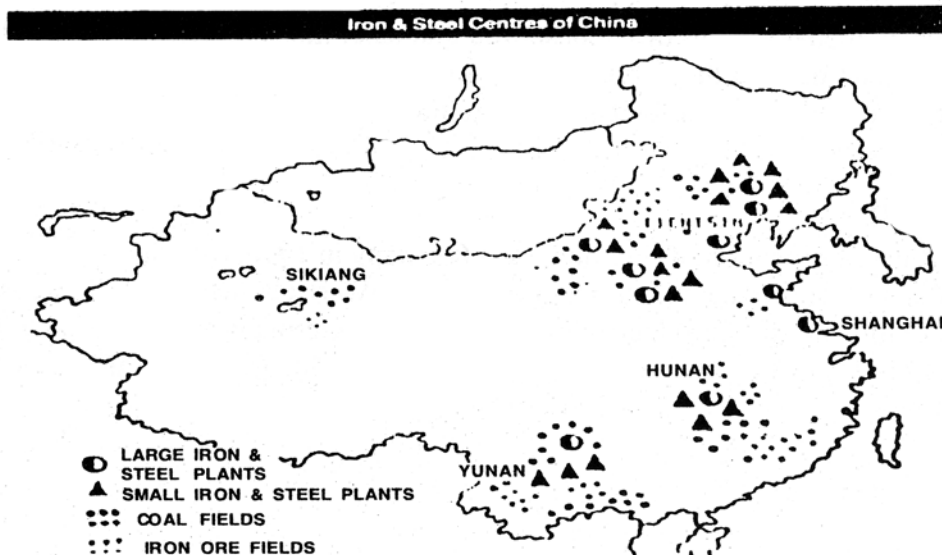 Iron & Steel Centres of China
SIKIANG
SHANGHAI
HUNAN
YUNAN
LARGE IRON &
STEEL PLANTS
SMALL IRON & STEEL PLANTS
COAL FIELDS
IRON ORE FIELDS